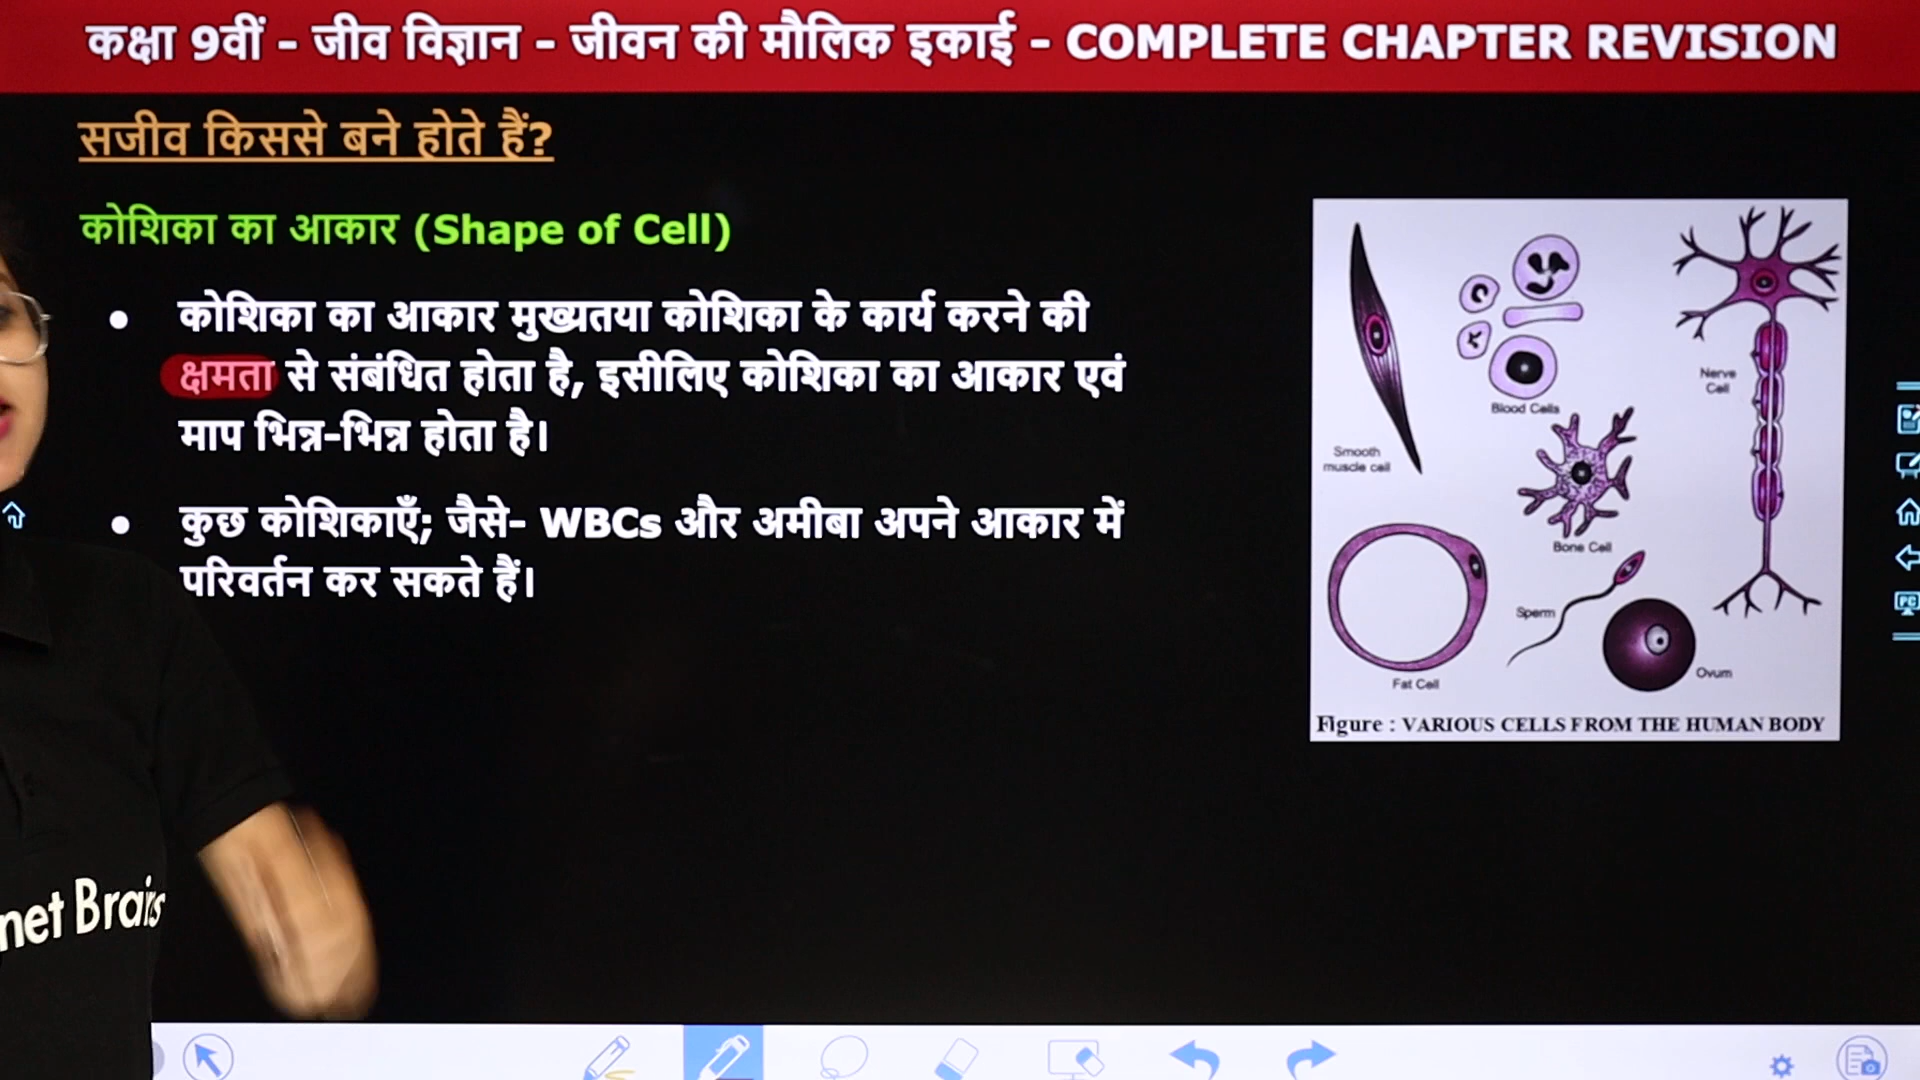 कक्षा 9वीं - जीव विज्ञान - जीवन की मौलिक इकाई - COMPLETE CHAPTER REVISION
सजीव किससे बने होते हैं?
कोशिका का आकार (Shape of Cell)
• कोशिका का आकार मुख्यतया कोशिका के कार्य करने की
क्षमता से संबंधित होता है, इसीलिए कोशिका का आकार एवं
माप भिन्न-भिन्न होता है।
• कुछ कोशिकाएँ; जैसे- WBCs और अमीबा अपने आकार में
परिवर्तन कर सकते हैं।
Smooth
muscle cell
Blood Cells
Nerve
Cell
Bone Cell
Fat Cell
Sperm
Ovum
Figure : VARIOUS CELLS FROM THE HUMAN BODY
PC
net Brains